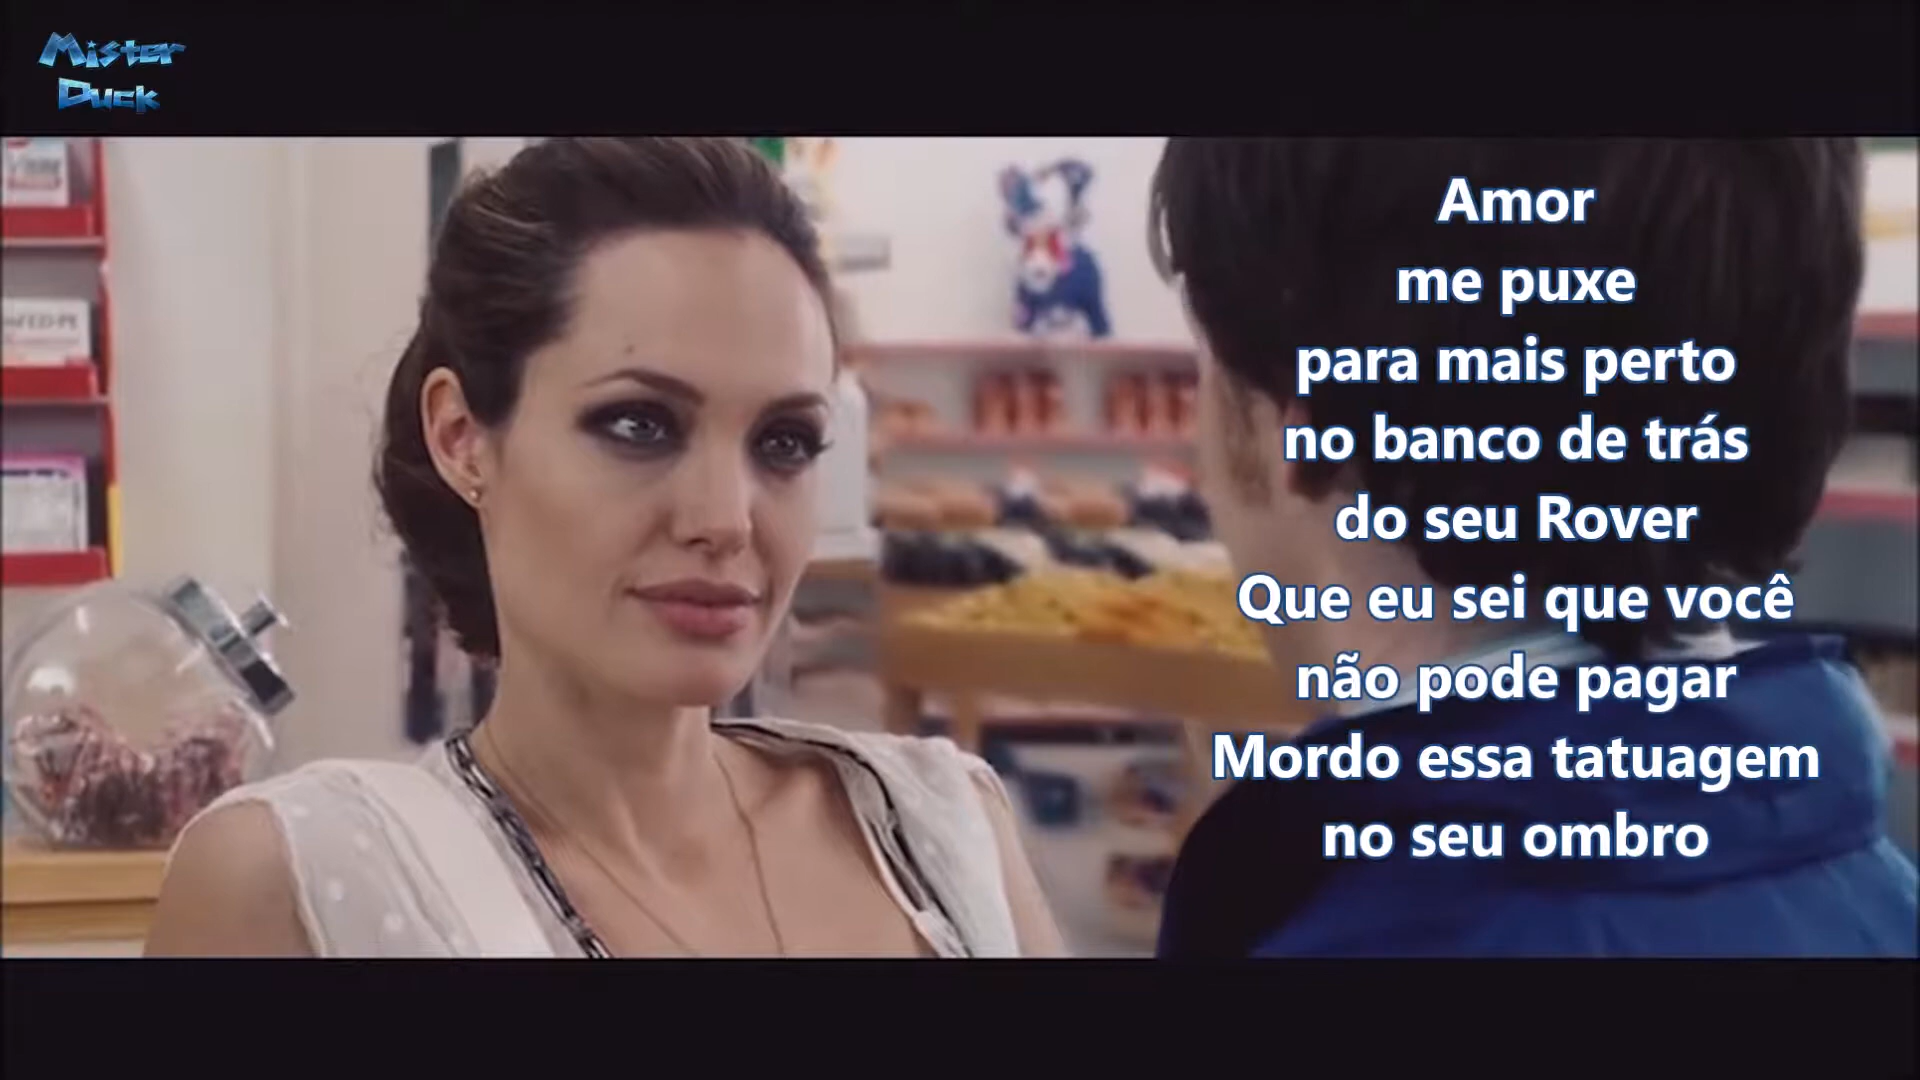 Mister
Duck
Amor
me puxe
para mais perto
no banco de trás
do seu Rover
Que eu sei que você
não pode pagar
Mordo essa tatuagem
no seu ombro